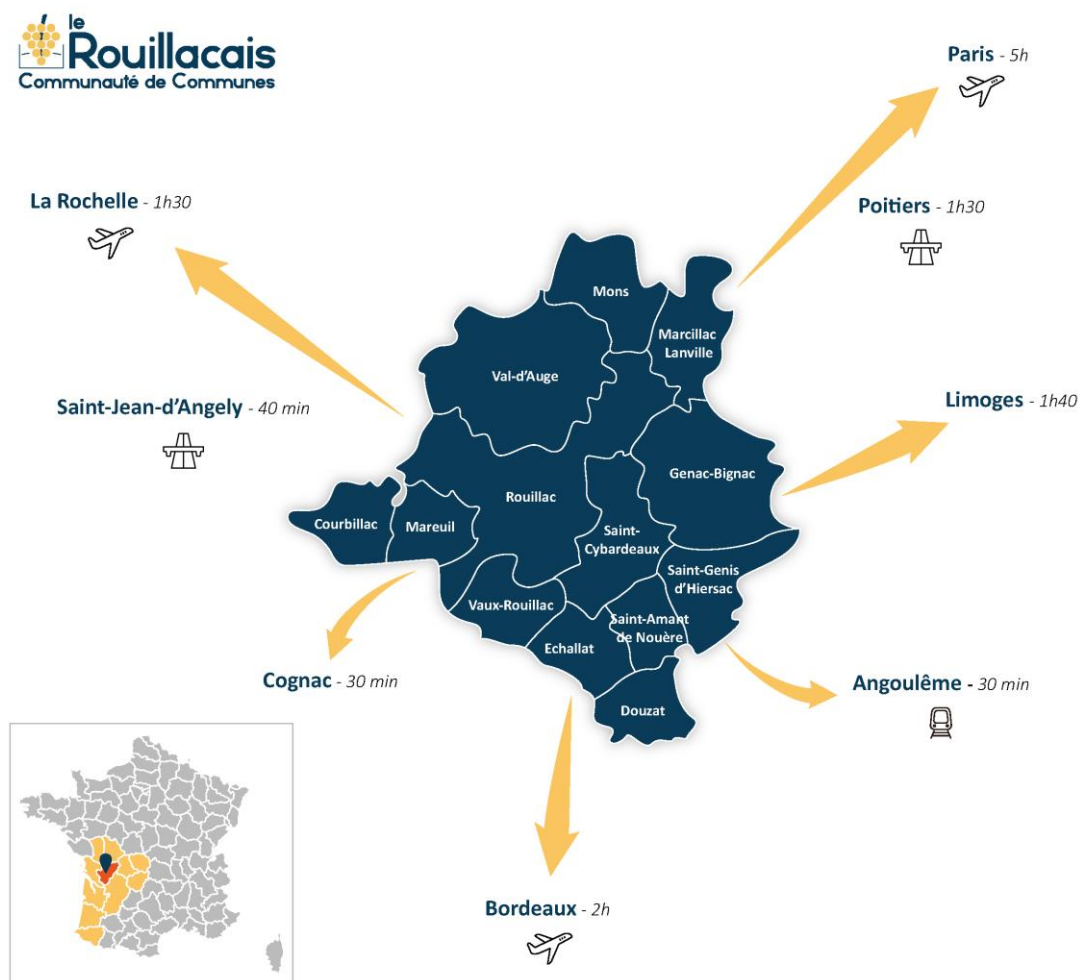 le
Rouillacais
Communauté de Communes
Paris - 5h
La Rochelle - 1h30
Poitiers - 1h30
Mons
Marcillac
Lanville
Val-d'Auge
Saint-Jean-d'Angely - 40 min
Limoges - 1h40
Genac-Bignac
Rouillac
Courbillac
Mareuil
Saint-
Cybardeaux
Saint-Genis
d'Hiersac
Vaux-Rouillac
Saint-Amant
de Nouère
Echallat
Cognac - 30 min
Angoulême - 30 min
Douzat
Bordeaux - 2h